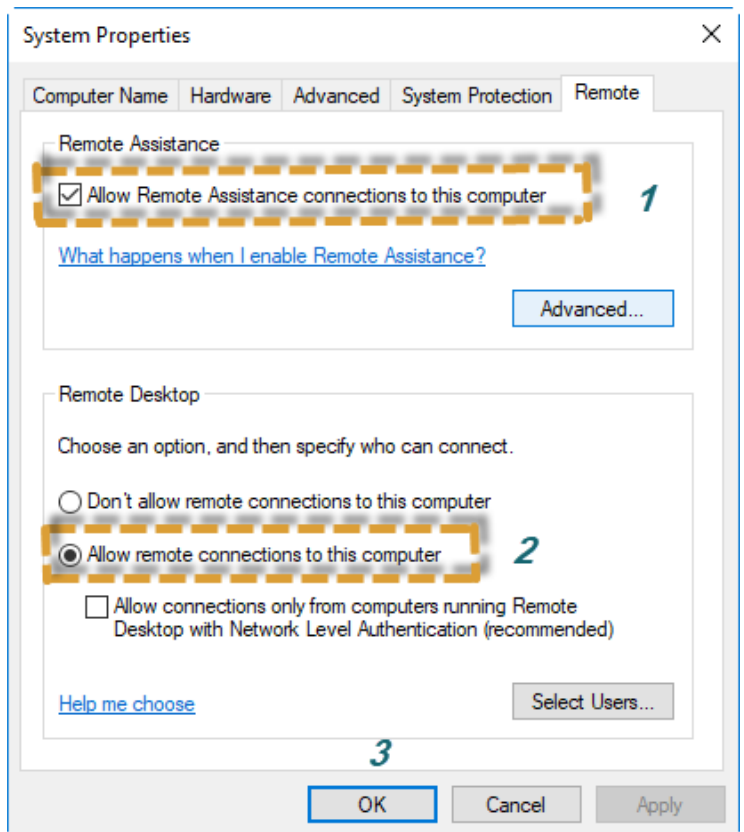 System Properties
Computer Name Hardware Advanced System Protection Remote
Remote Assistance
Allow Remote Assistance connections to this computer 1
What happens when I enable Remote Assistance?
Advanced...
Remote Desktop
Choose an option, and then specify who can connect.
Don't allow remote connections to this computer
Allow remote connections to this computer 2
Allow connections only from computers running Remote
Desktop with Network Level Authentication (recommended)
Help me choose Select Users...
3
OK Cancel Apply